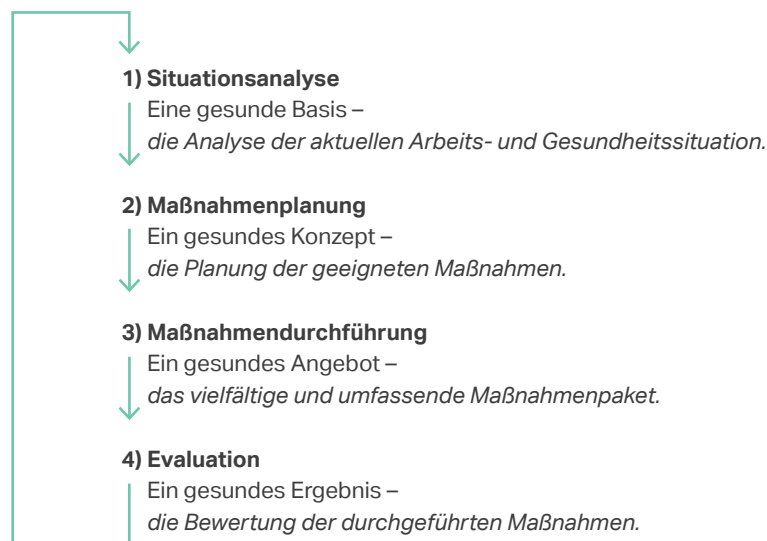 1) Situationsanalyse
Eine gesunde Basis –
die Analyse der aktuellen Arbeits- und Gesundheitssituation.
2) Maßnahmenplanung
Ein gesundes Konzept –
die Planung der geeigneten Maßnahmen.
3) Maßnahmendurchführung
Ein gesundes Angebot –
das vielfältige und umfassende Maßnahmenpaket.
4) Evaluation
Ein gesundes Ergebnis –
die Bewertung der durchgeführten Maßnahmen.